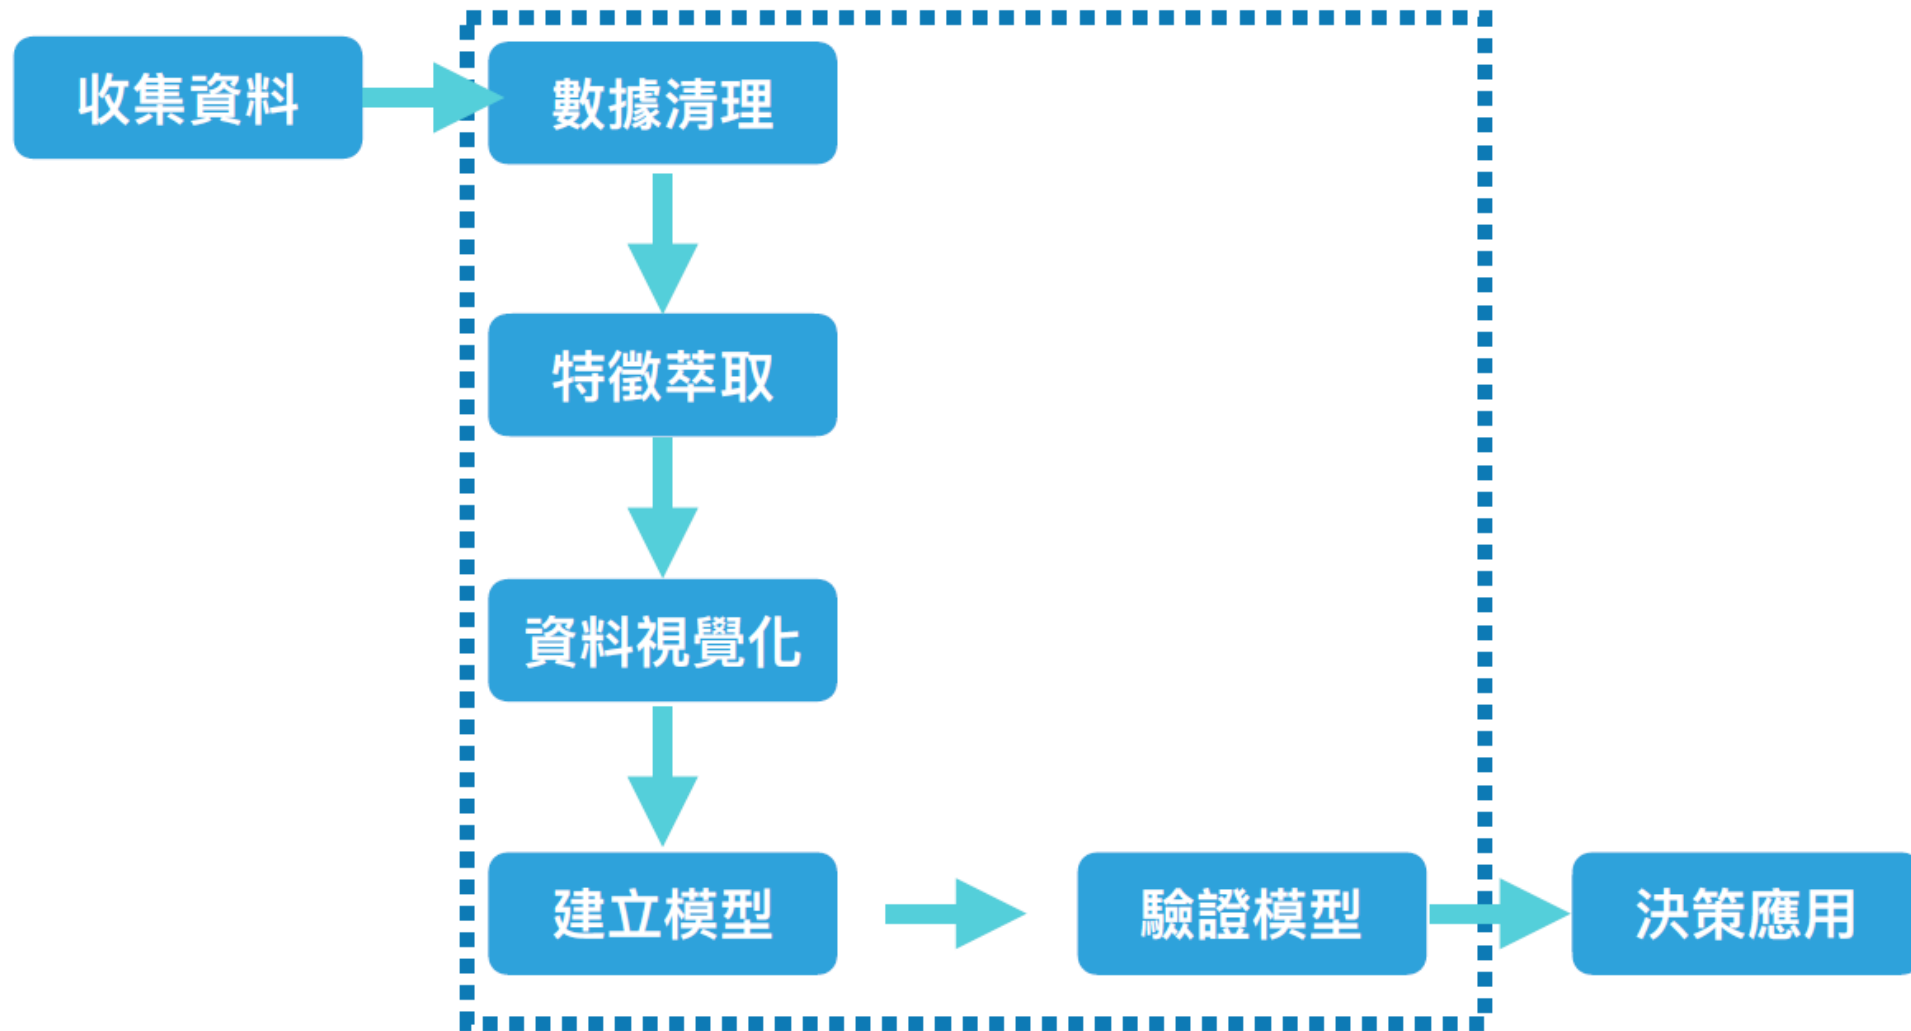 收集資料
數據清理
特徵萃取
資料視覺化
建立模型
驗證模型
決策應用